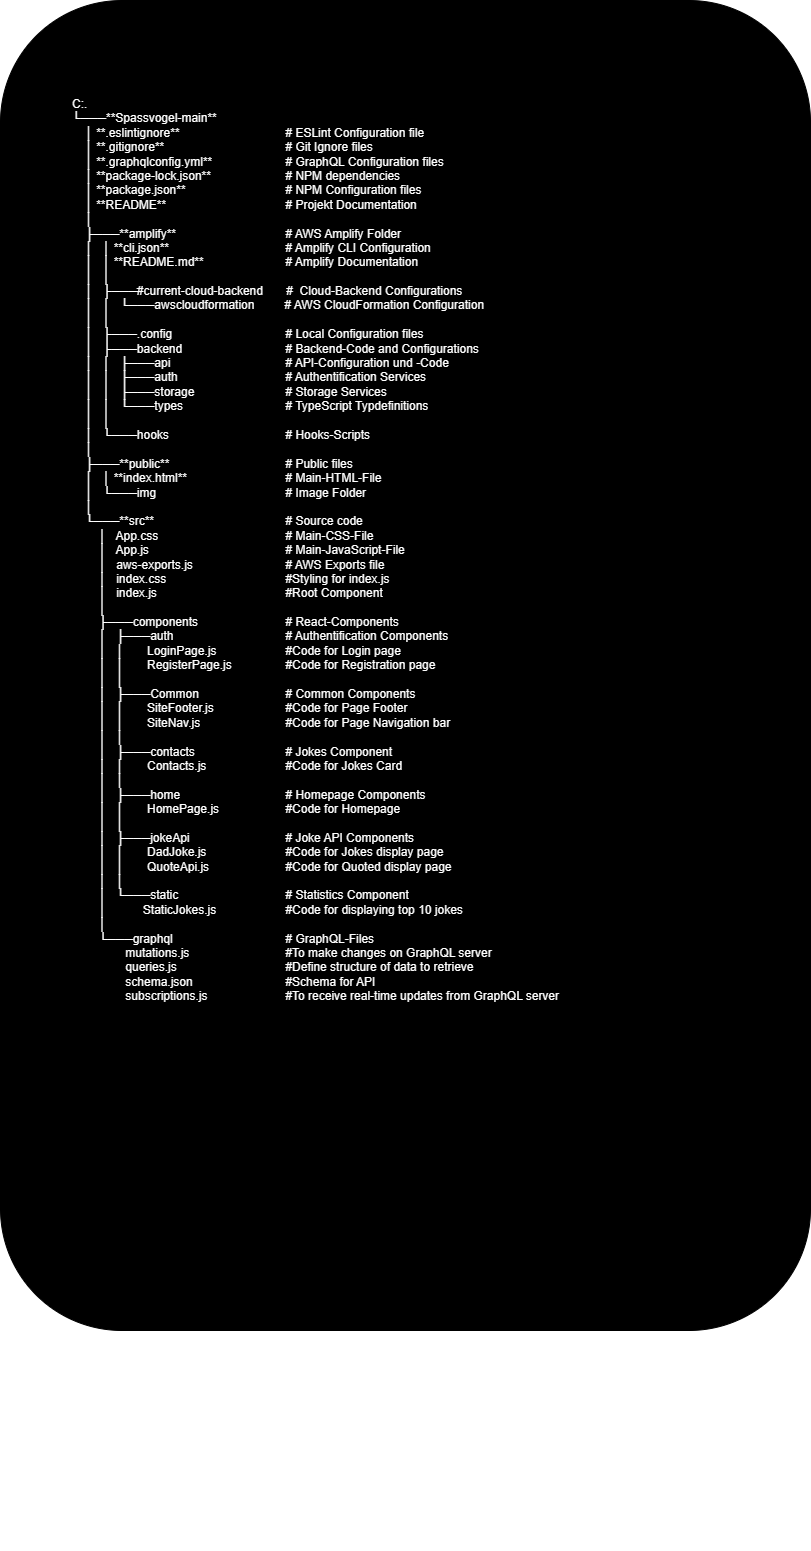 C:.
└───**Spassvogel-main**
│ **.eslintignore** # ESLint Configuration file
│ **.gitignore** # Git Ignore files
│ **.graphqlconfig.yml** # GraphQL Configuration files
│ **package-lock.json** # NPM dependencies
│ **package.json** # NPM Configuration files
│ **README** # Projekt Documentation
│
├───**amplify** # AWS Amplify Folder
│ │ **cli.json** # Amplify CLI Configuration
│ │ **README.md** # Amplify Documentation
│ │
│ ├───#current-cloud-backend # Cloud-Backend Configurations
│ │ └───awscloudformation # AWS CloudFormation Configuration
│ │
│ ├───.config # Local Configuration files
│ ├───backend # Backend-Code and Configurations
│ │ ├───api # API-Configuration und -Code
│ │ ├───auth # Authentification Services
│ │ ├───storage # Storage Services
│ │ └───types # TypeScript Typdefinitions
│ │
│ └───hooks # Hooks-Scripts
│
├───**public** # Public files
│ │ **index.html** # Main-HTML-File
│ └───img # Image Folder
│
└───**src** # Source code
│ App.css # Main-CSS-File
│ App.js # Main-JavaScript-File
│ aws-exports.js # AWS Exports file
│ index.css #Styling for index.js
│ index.js #Root Component
│
├───components # React-Components
│ ├───auth # Authentification Components
│ │ LoginPage.js #Code for Login page
│ │ RegisterPage.js #Code for Registration page
│ │
│ ├───Common # Common Components
│ │ SiteFooter.js #Code for Page Footer
│ │ SiteNav.js #Code for Page Navigation bar
│ │
│ ├───contacts # Jokes Component
│ │ Contacts.js #Code for Jokes Card
│ │
│ ├───home # Homepage Components
│ │ HomePage.js #Code for Homepage
│ │
│ ├───jokeApi # Joke API Components
│ │ DadJoke.js #Code for Jokes display page
│ │ QuoteApi.js #Code for Quoted display page
│ │
│ └───static # Statistics Component
│ StaticJokes.js #Code for displaying top 10 jokes
│
└───graphql # GraphQL-Files
mutations.js #To make changes on GraphQL server
queries.js #Define structure of data to retrieve
schema.json #Schema for API
subscriptions.js #To receive real-time updates from GraphQL server